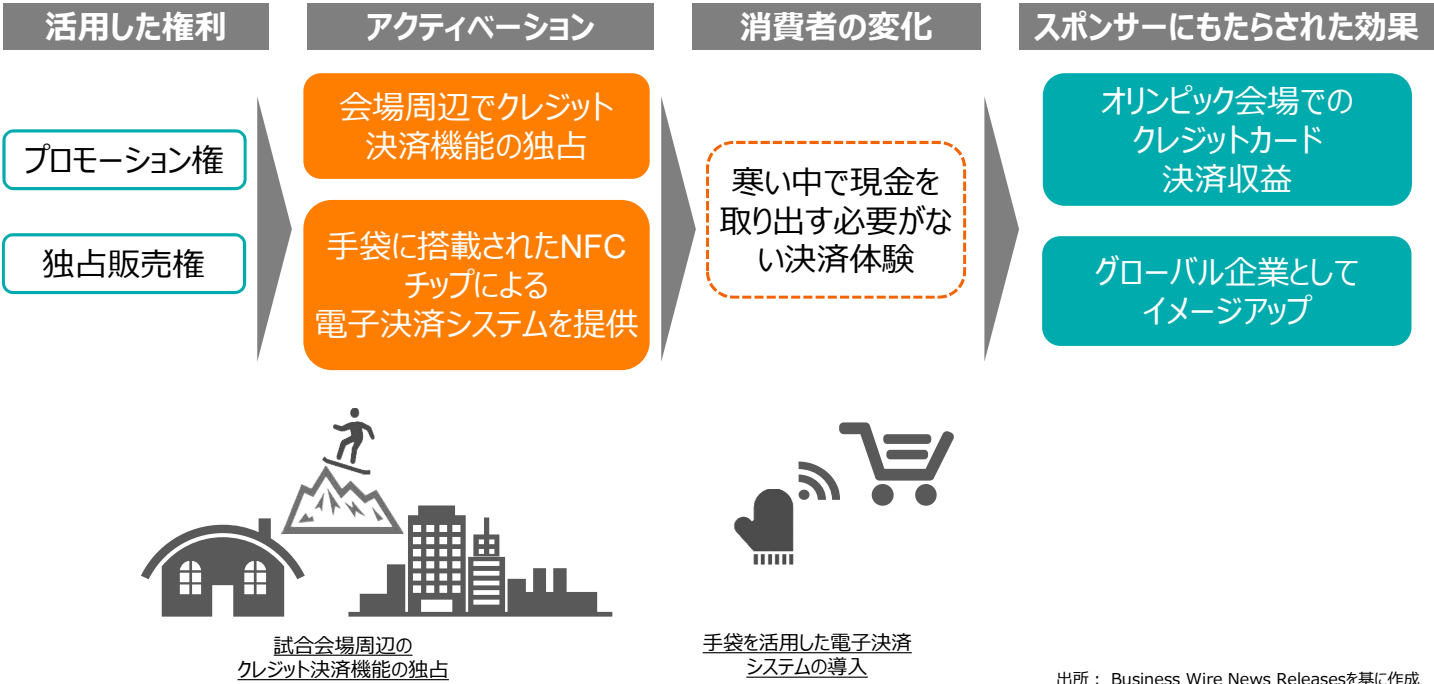 活用した権利
アクティベーション
消費者の変化
スポンサーにもたらされた効果
プロモーション権
独占販売権
会場周辺でクレジット
決済機能の独占
手袋に搭載されたNFC
チップによる
電子決済システムを提供
寒い中で現金を
取り出す必要がな
い決済体験
オリンピック会場での
クレジットカード
決済収益
グローバル企業として
イメージアップ
試合会場周辺の
クレジット決済機能の独占
手袋を活用した電子決済
システムの導入
出所： Business Wire News Releasesを基に作成